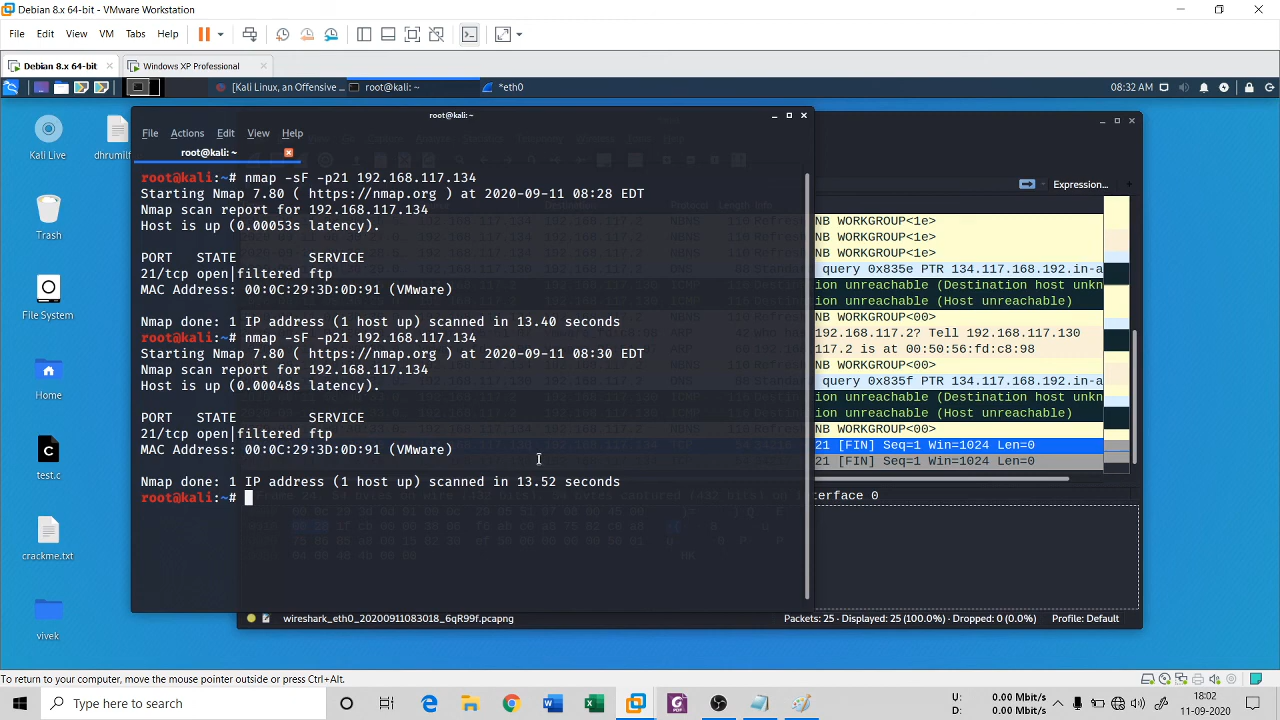 Debian 8.x 64-bit - VMware Workstation
File Edit View VM Tabs Help
Debian 8.x 64-bit Windows XP Professional
[Kali Linux, an Offensive ... root@kali: ~ *eth0 08:32 AM
root@kali:~
File Actions Edit View Help
root@kali: ~
Expression...
root@kali:~# nmap -sF -p21 192.168.117.134
Starting Nmap 7.80 ( https://nmap.org ) at 2020-09-11 08:28 EDT
Nmap scan report for 192.168.117.134
Host is up (0.00053s latency).
PORT STATE SERVICE
21/tcp open|filtered ftp
MAC Address: 00:0C:29:3D:0D:91 (VMware)
Nmap done: 1 IP address (1 host up) scanned in 13.40 seconds
root@kali:~# nmap -sF -p21 192.168.117.134
Starting Nmap 7.80 ( https://nmap.org ) at 2020-09-11 08:30 EDT
Nmap scan report for 192.168.117.134
Host is up (0.00048s latency).
PORT STATE SERVICE
21/tcp open|filtered ftp
MAC Address: 00:0C:29:3D:0D:91 (VMware)
Nmap done: 1 IP address (1 host up) scanned in 13.52 seconds
root@kali:~#
NB WORKGROUP<1e>
NB WORKGROUP<1e>
NB WORKGROUP<1e>
query 0x835e PTR 134.117.168.192.in-a
ion unreachable (Destination host unkn
ion unreachable (Host unreachable)
NB WORKGROUP<00>
192.168.117.2? Tell 192.168.117.130
117.2 is at 00:50:56:fd:c8:98
NB WORKGROUP<00>
query 0x835f PTR 134.117.168.192.in-a
ion unreachable (Destination host unkn
ion unreachable (Host unreachable)
NB WORKGROUP<00>
21 [FIN] Seq=1 Win=1024 Len=0
21 [FIN] Seq=1 Win=1024 Len=0
interface 0
wireshark_eth0_20200911083018_6qR99f.pcapng Packets: 25 · Displayed: 25 (100.0%) · Dropped: 0 (0.0%) Profile: Default
Kali Live
dhrumilf
Trash
File System
Home
test.c
crackme.txt
vivek
To return to your computer, move the mouse pointer outside or press Ctrl+Alt.
Type here to search
U: 0.00 Mbit/s
D: 0.00 Mbit/s
18:02
11-09-2020